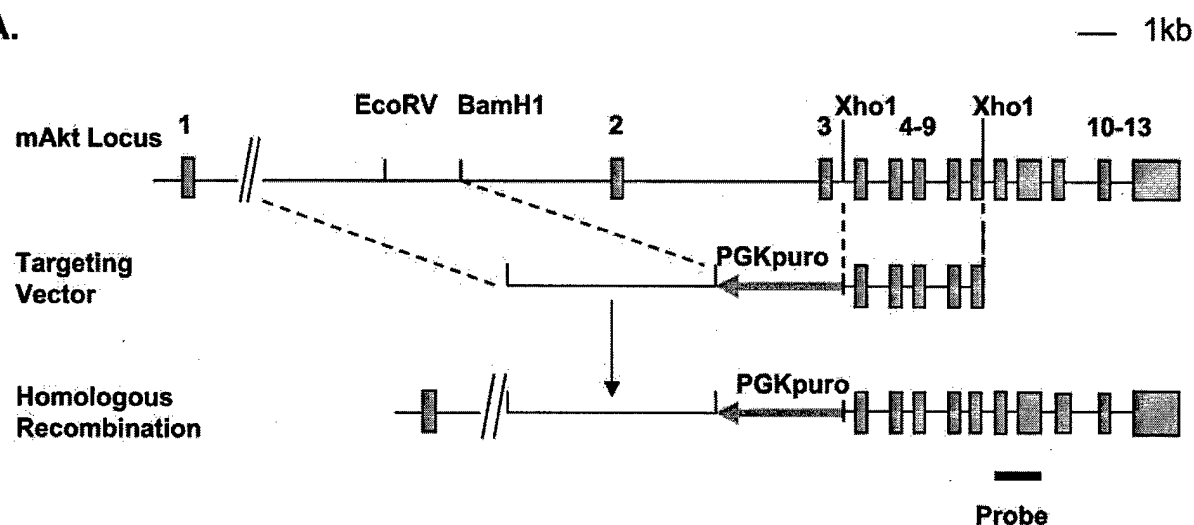 A.
1kb
EcoRV BamH1 Xho1 Xho1
mAkt Locus 1 2 3 4-9 10-13
Targeting
Vector
PGKpuro
Homologous
Recombination
PGKpuro
Probe